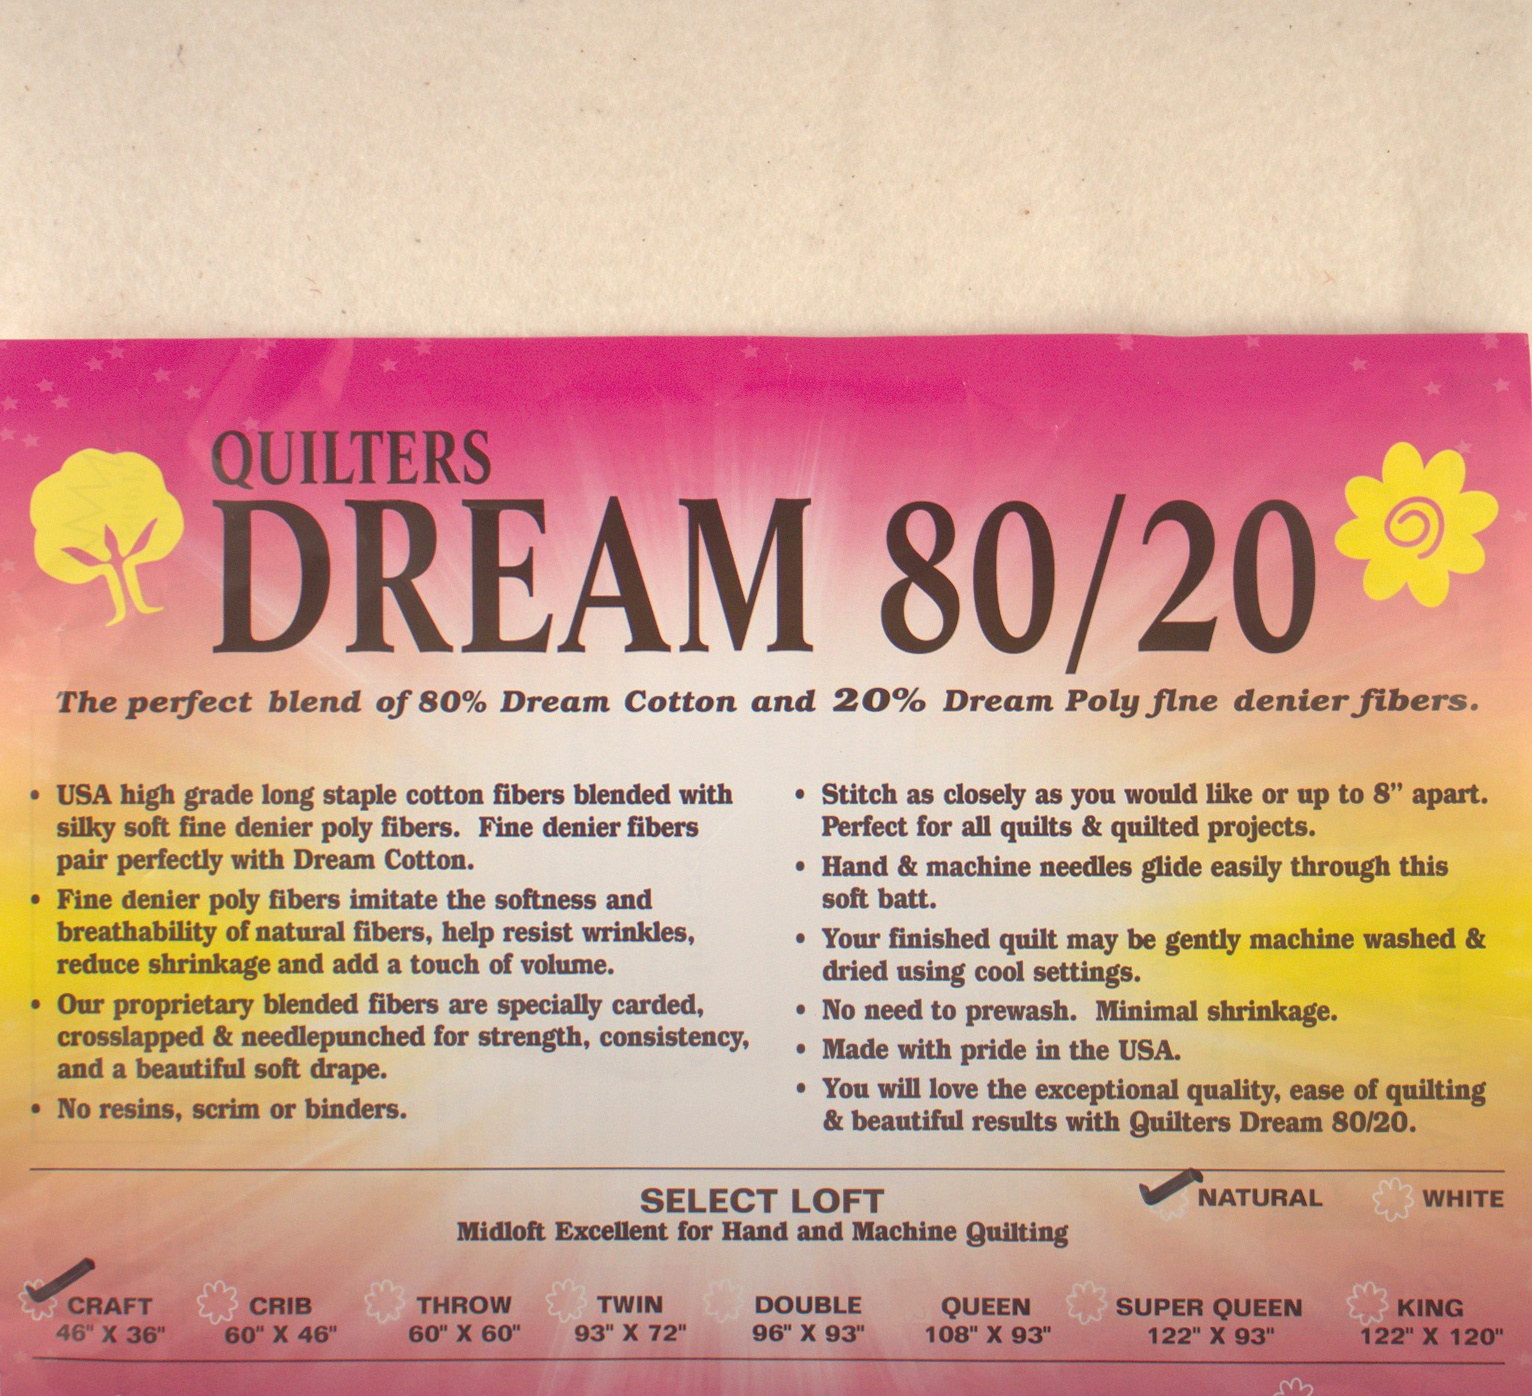 QUILTERS
DREAM 80/20
The perfect blend of 80% Dream Cotton and 20% Dream Poly fine denier fibers.
• USA high grade long staple cotton fibers blended with
silky soft fine denier poly fibers. Fine denier fibers
pair perfectly with Dream Cotton.
• Fine denier poly fibers imitate the softness and
breathability of natural fibers, help resist wrinkles,
reduce shrinkage and add a touch of volume.
• Our proprietary blended fibers are specially carded,
crosslapped & needlepunched for strength, consistency,
and a beautiful soft drape.
• No resins, scrim or binders.
• Stitch as closely as you would like or up to 8” apart.
Perfect for all quilts & quilted projects.
• Hand & machine needles glide easily through this
soft batt.
• Your finished quilt may be gently machine washed &
dried using cool settings.
• No need to prewash. Minimal shrinkage.
• Made with pride in the USA.
• You will love the exceptional quality, ease of quilting
& beautiful results with Quilters Dream 80/20.
SELECT LOFT
Midloft Excellent for Hand and Machine Quilting
NATURAL WHITE
CRAFT CRIB THROW TWIN DOUBLE QUEEN SUPER QUEEN KING
46" X 36" 60" X 46" 60" X 60" 93" X 72" 96" X 93" 108" X 93" 122" X 93" 122" X 120"